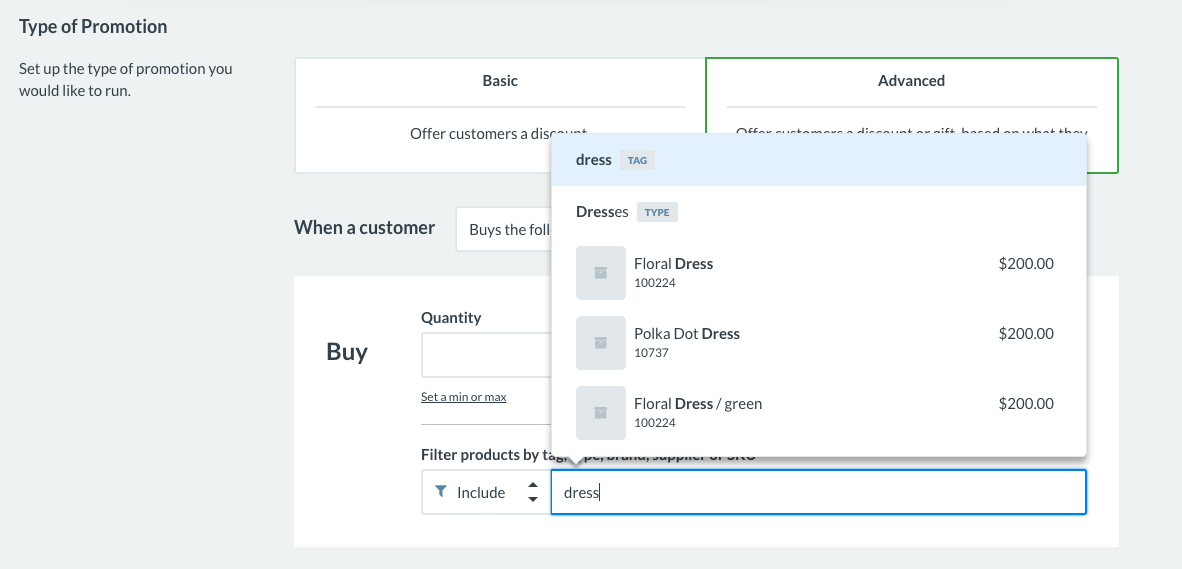 Type of Promotion
Set up the type of promotion you
would like to run.
Basic
Offer customers a discount
Advanced
Offer customers a discount or gift, based on what they
When a customer
Buys the foll
dress TAG
Dresses TYPE
Floral Dress $200.00
100224
Polka Dot Dress $200.00
10737
Floral Dress / green $200.00
100224
Buy
Quantity
Set a min or max
Filter products by tag, type, brand, supplier or SKU
Include
dress